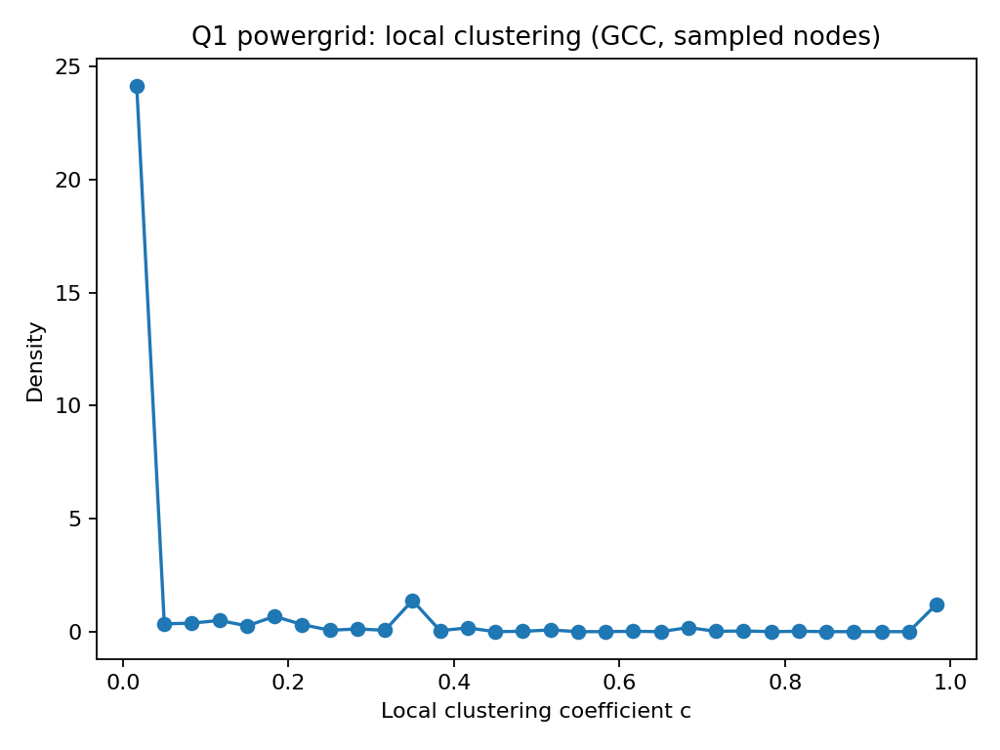 Q1 powergrid: local clustering (GCC, sampled nodes)
25
20
15
10
5
0
Density
0.0 0.2 0.4 0.6 0.8 1.0
Local clustering coefficient c